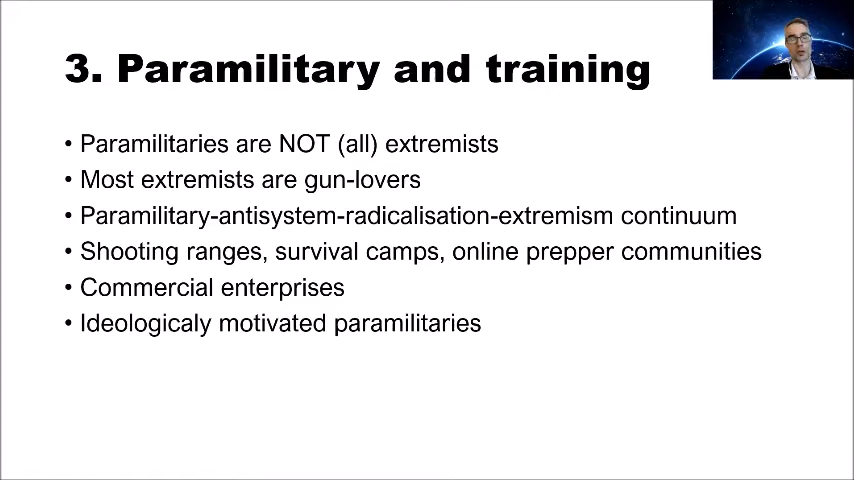 3. Paramilitary and training
• Paramilitaries are NOT (all) extremists
• Most extremists are gun-lovers
• Paramilitary-antisystem-radicalisation-extremism continuum
• Shooting ranges, survival camps, online prepper communities
• Commercial enterprises
• Ideologicaly motivated paramilitaries